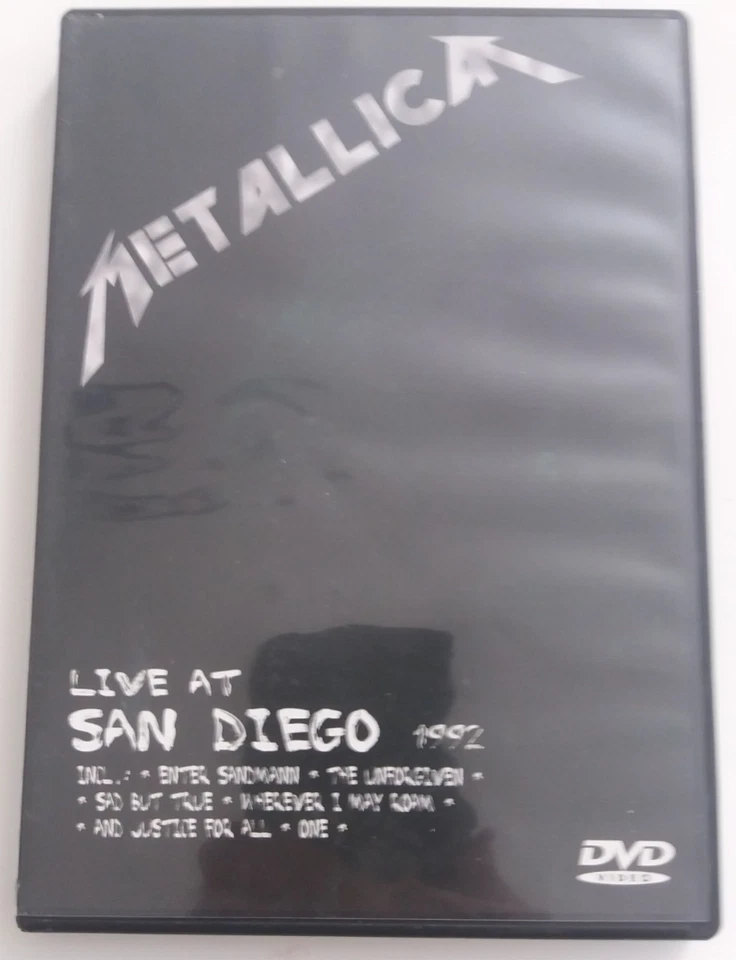 METALLICA
LIVE AT
SAN DIEGO 1992
INCL.: * ENTER SANDMANN * THE UNFORGIVEN *
* SAD BUT TRUE * WHEREVER I MAY ROAM *
* AND JUSTICE FOR ALL * ONE *
DVD
VIDEO